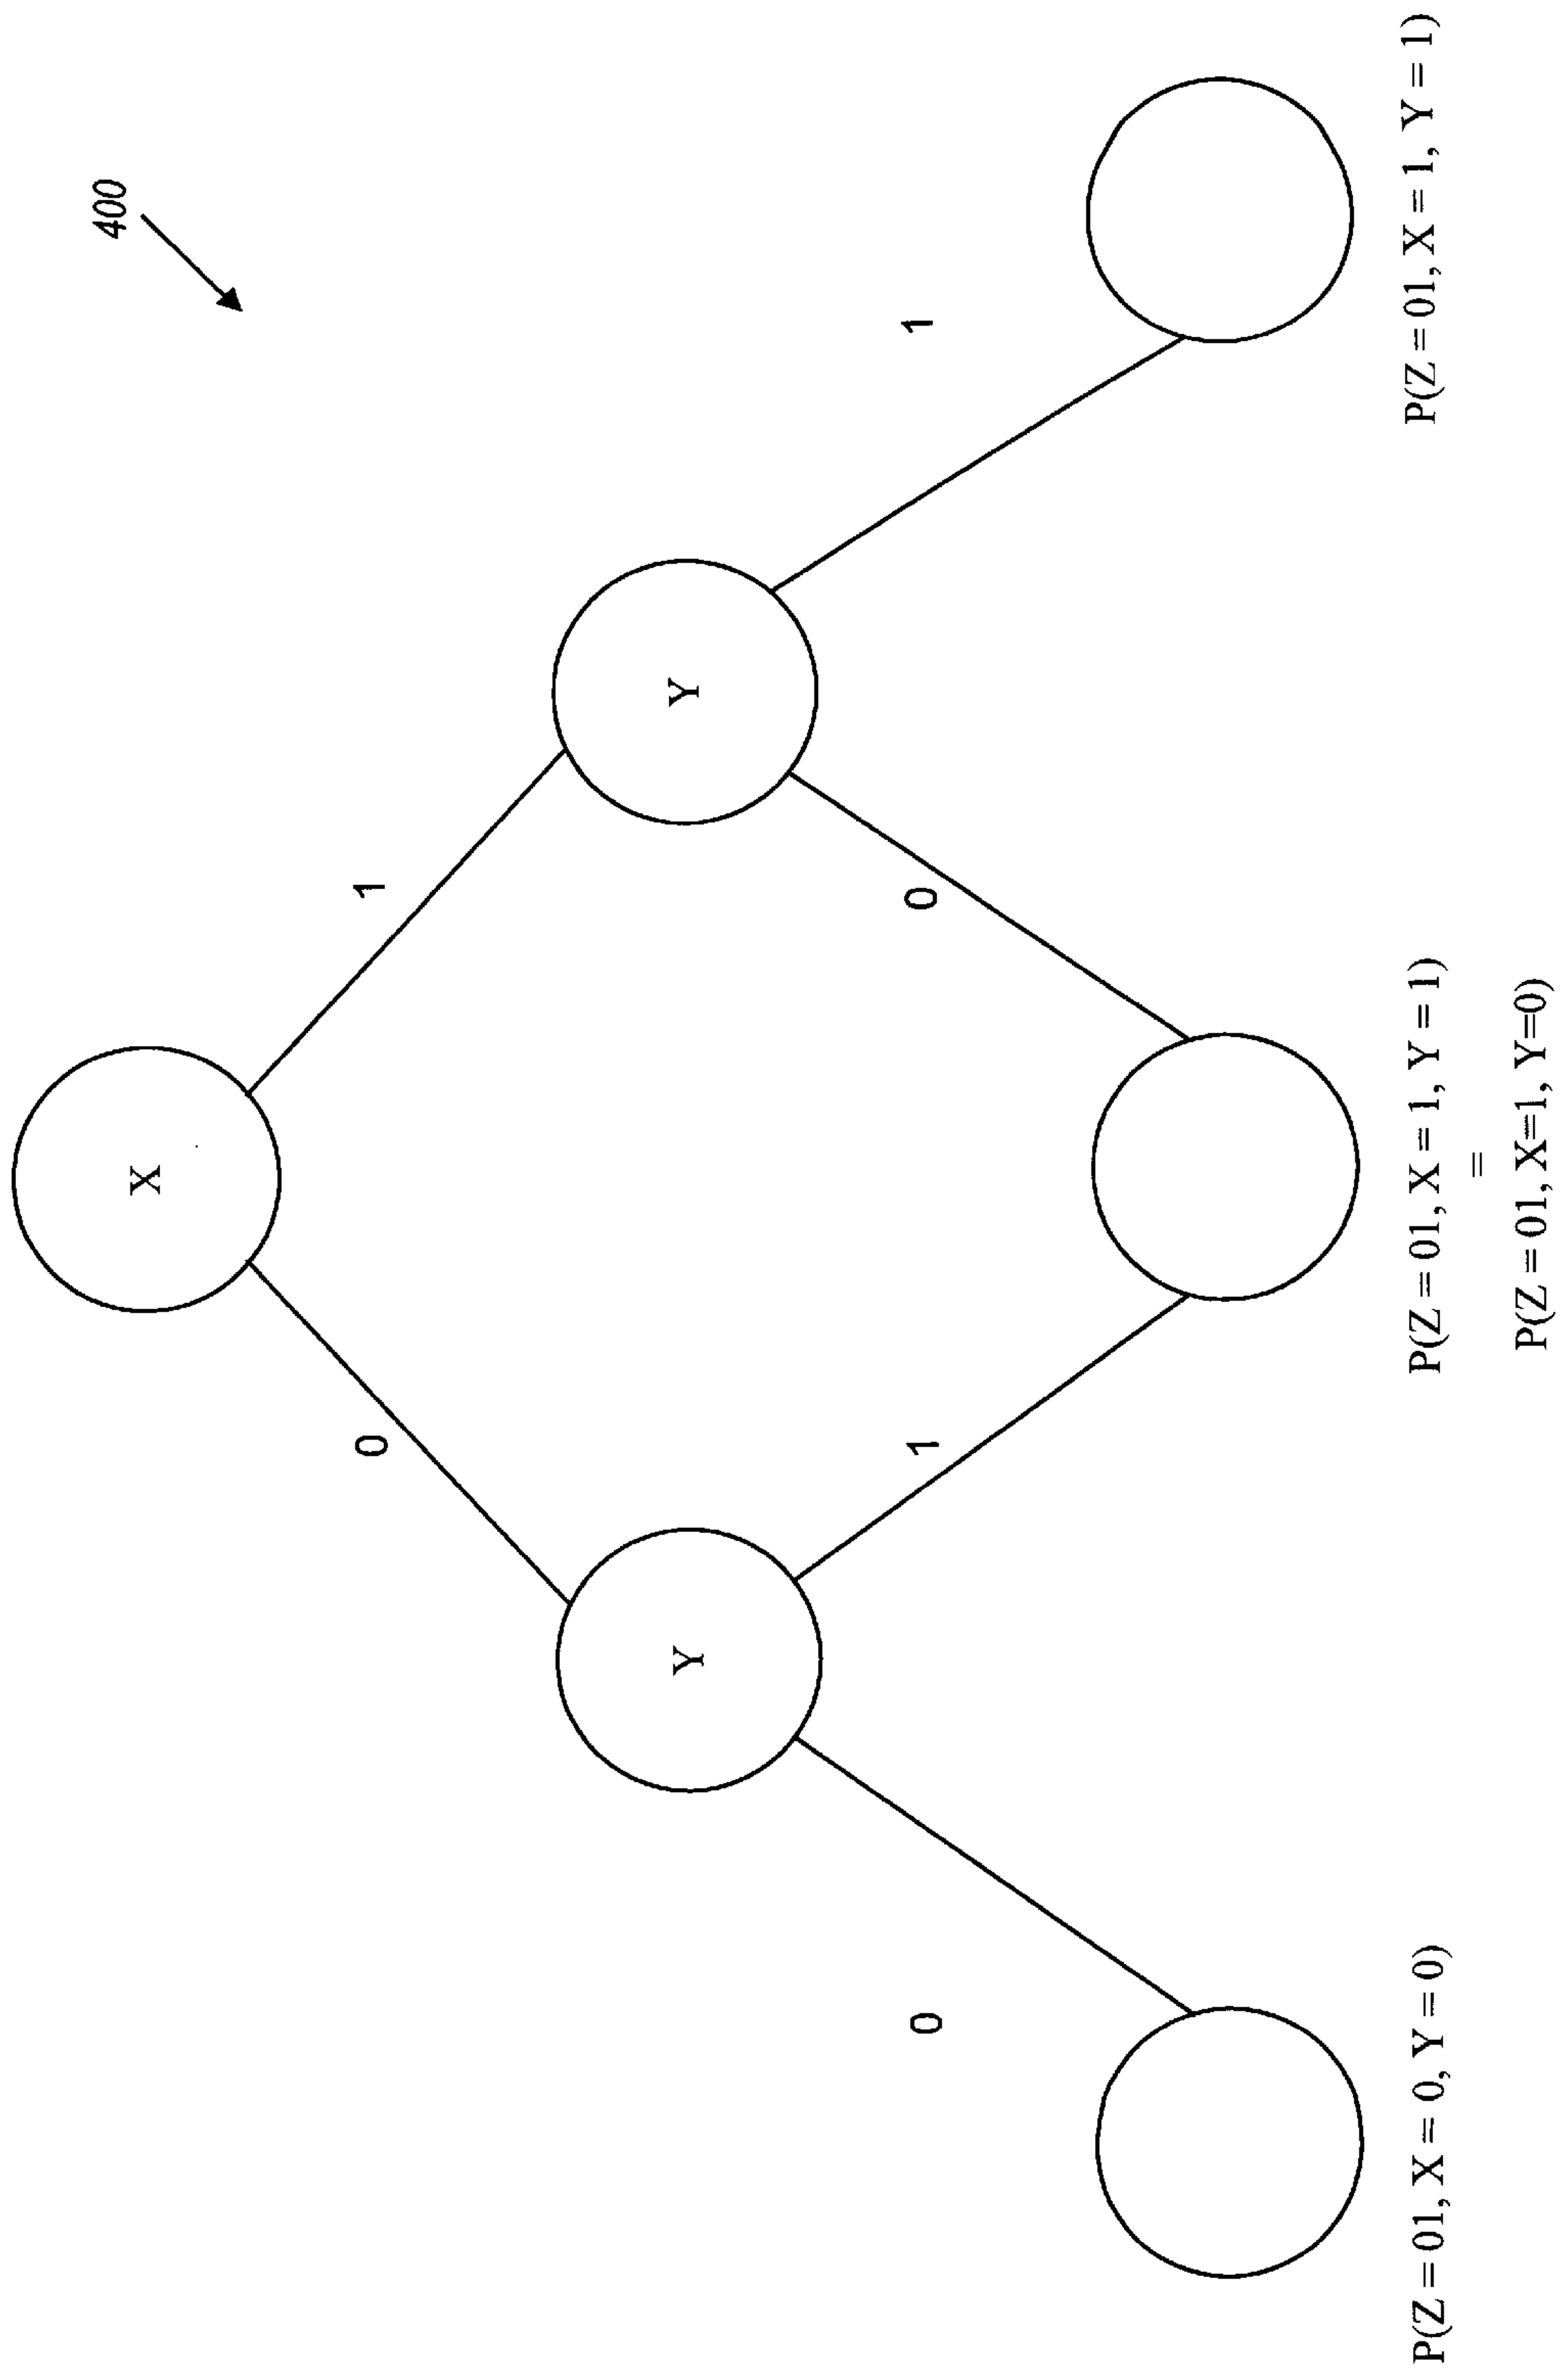 400
X
0
1
Y
Y
0
1
0
1
P(Z = 01, X = 0, Y = 0)
P(Z = 01, X = 1, Y = 1)
=
P(Z = 01, X=1, Y=0)
P(Z = 01, X = 1, Y = 1)